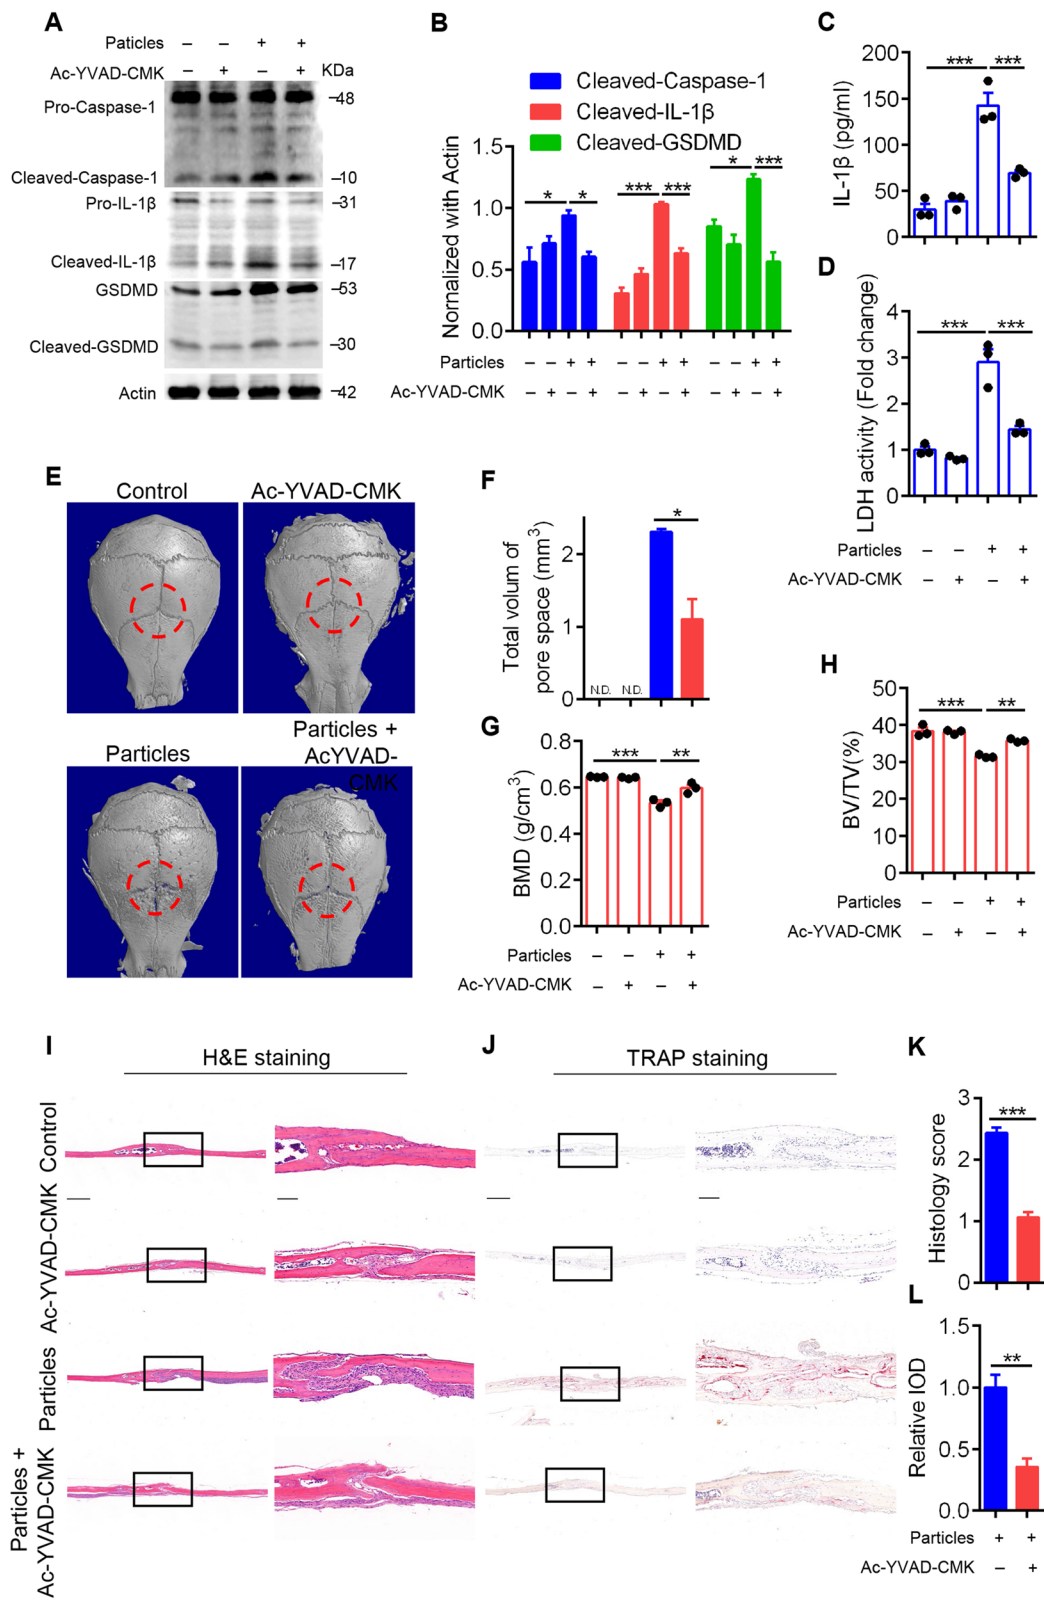 A
Paticles – – + +
Ac-YVAD-CMK – + – + KDa
Pro-Caspase-1 –48
Cleaved-Caspase-1 –10
Pro-IL-1β –31
Cleaved-IL-1β –17
GSDMD –53
Cleaved-GSDMD –30
Actin –42
B
Cleaved-Caspase-1
Cleaved-IL-1β
Cleaved-GSDMD
Nornalized with Actin
1.5
1.0
0.5
0.0
* * *** *** * ***
Particles – – + + – – + + – – + +
Ac-YVAD-CMK – + – + – + – + – + – +
C
IL-1β (pg/ml)
200
150
100
50
0
*** ***
D
LDH activity (Fold change)
4
3
2
1
0
*** ***
Particles – – + +
Ac-YVAD-CMK – + – +
E
Control
Ac-YVAD-CMK
Particles
Particles +
AcYVAD-
CMK
F
Total volum of
pore space (mm³)
2
1
0
N.D. N.D.
*
G
BMD (g/cm³)
0.8
0.6
0.4
0.2
0.0
*** **
Particles – – + +
Ac-YVAD-CMK – + – +
H
BV/TV(%)
50
40
30
20
10
0
*** **
Particles – – + +
Ac-YVAD-CMK – + – +
I
H&E staining
J
TRAP staining
Control
Ac-YVAD-CMK
Particles
Particles +
Ac-YVAD-CMK
K
Histology score
3
2
1
0
***
L
Relative IOD
1.5
1.0
0.5
0.0
**
Particles + +
Ac-YVAD-CMK – +